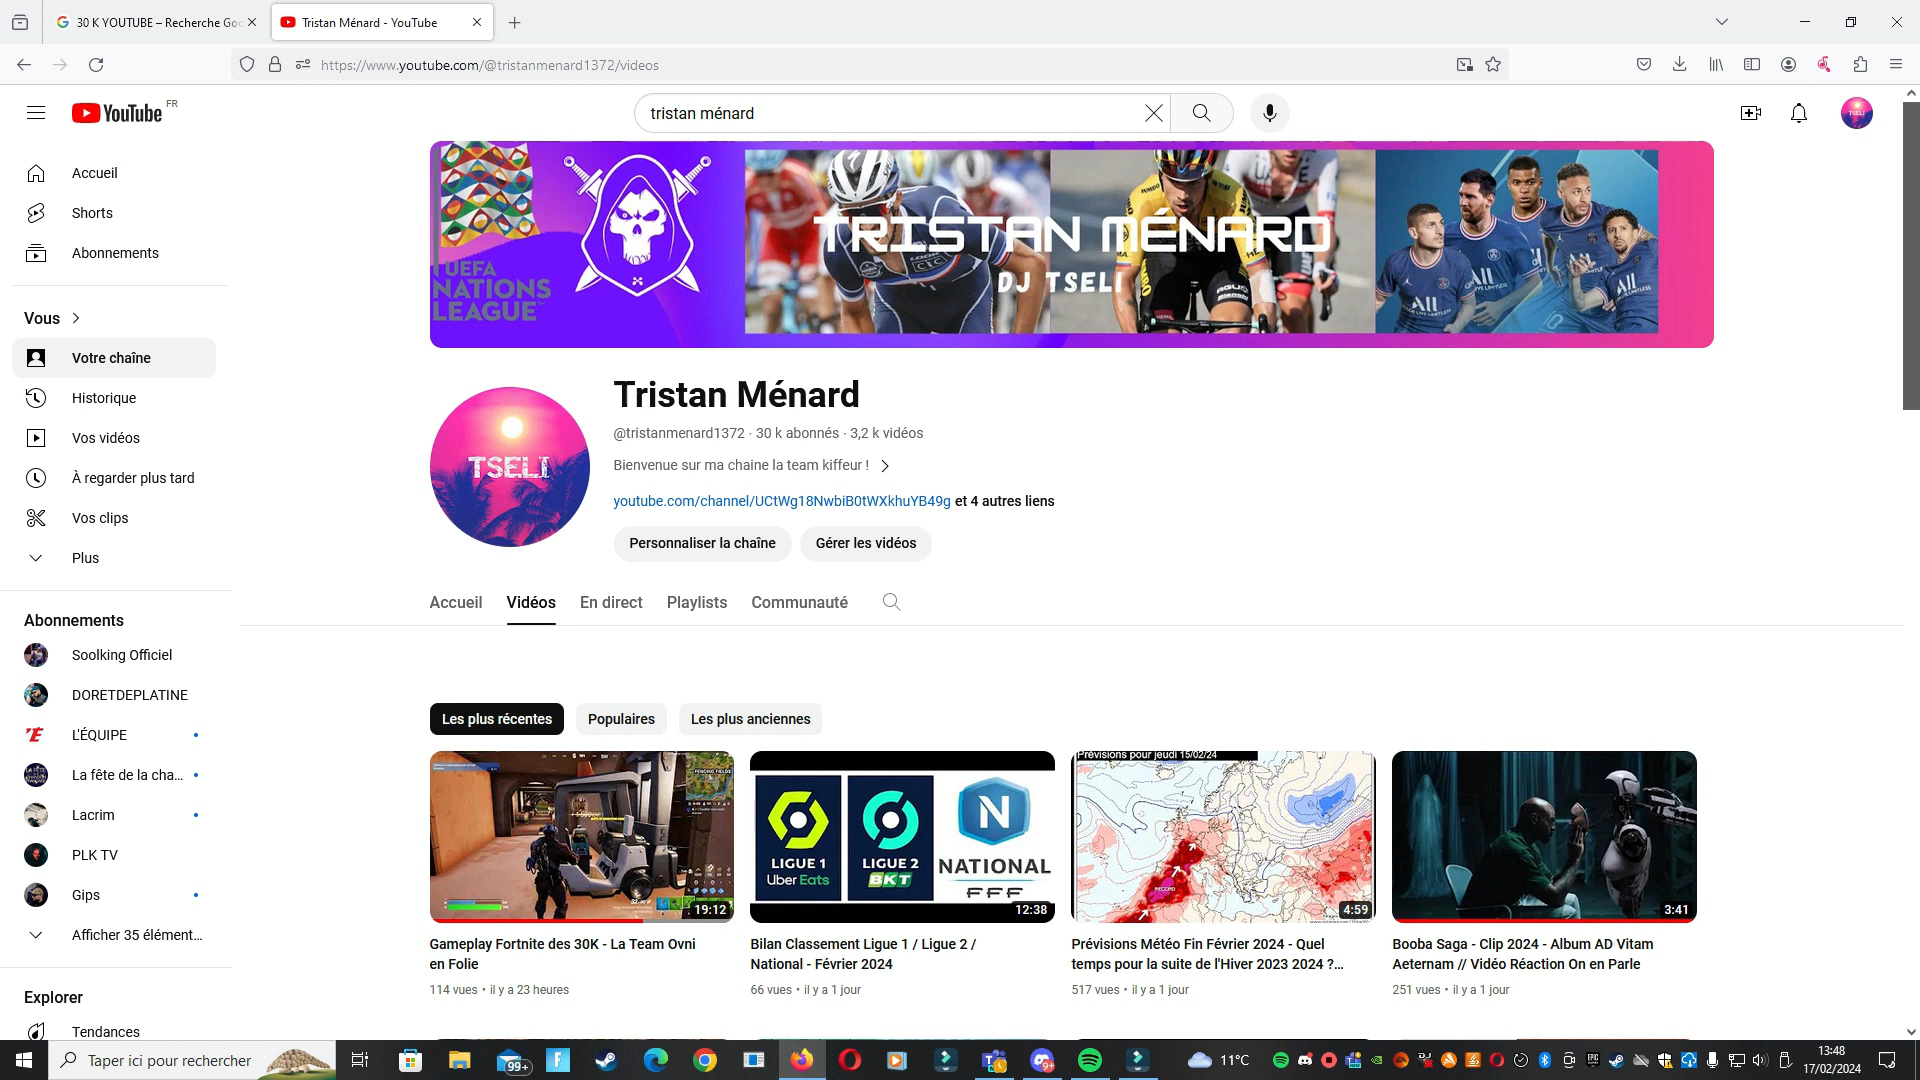 30 K YOUTUBE – Recherche Goo
Tristan Ménard - YouTube
https://www.youtube.com/@tristanmenard1372/videos
YouTube FR
tristan ménard
TSELI
Accueil
Shorts
Abonnements
Vous
Votre chaîne
Historique
Vos vidéos
À regarder plus tard
Vos clips
Plus
Abonnements
Soolking Officiel
DORETDEPLATINE
L'ÉQUIPE
La fête de la cha...
Lacrim
PLK TV
Gips
Afficher 35 élément...
Explorer
Tendances
UEFA
NATIONS
LEAGUE
TRISTAN MÉNARD
DJ TSELI
TSELI
Tristan Ménard
@tristanmenard1372 · 30 k abonnés · 3,2 k vidéos
Bienvenue sur ma chaine la team kiffeur !
youtube.com/channel/UCtWg18NwbiB0tWXkhuYB49g et 4 autres liens
Personnaliser la chaîne
Gérer les vidéos
Accueil
Vidéos
En direct
Playlists
Communauté
Les plus récentes
Populaires
Les plus anciennes
FENCING FIELDS
19:12
Gameplay Fortnite des 30K - La Team Ovni
en Folie
114 vues • il y a 23 heures
LIGUE 1
Uber Eats
LIGUE 2
BKT
N
NATIONAL
FFF
12:38
Bilan Classement Ligue 1 / Ligue 2 /
National - Février 2024
66 vues • il y a 1 jour
Prévisions pour jeudi 15/02/24
RECORD
4:59
Prévisions Météo Fin Février 2024 - Quel
temps pour la suite de l'Hiver 2023 2024 ?...
517 vues • il y a 1 jour
3:41
Booba Saga - Clip 2024 - Album AD Vitam
Aeternam // Vidéo Réaction On en Parle
251 vues • il y a 1 jour
Taper ici pour rechercher
99+
11°C
13:48
17/02/2024